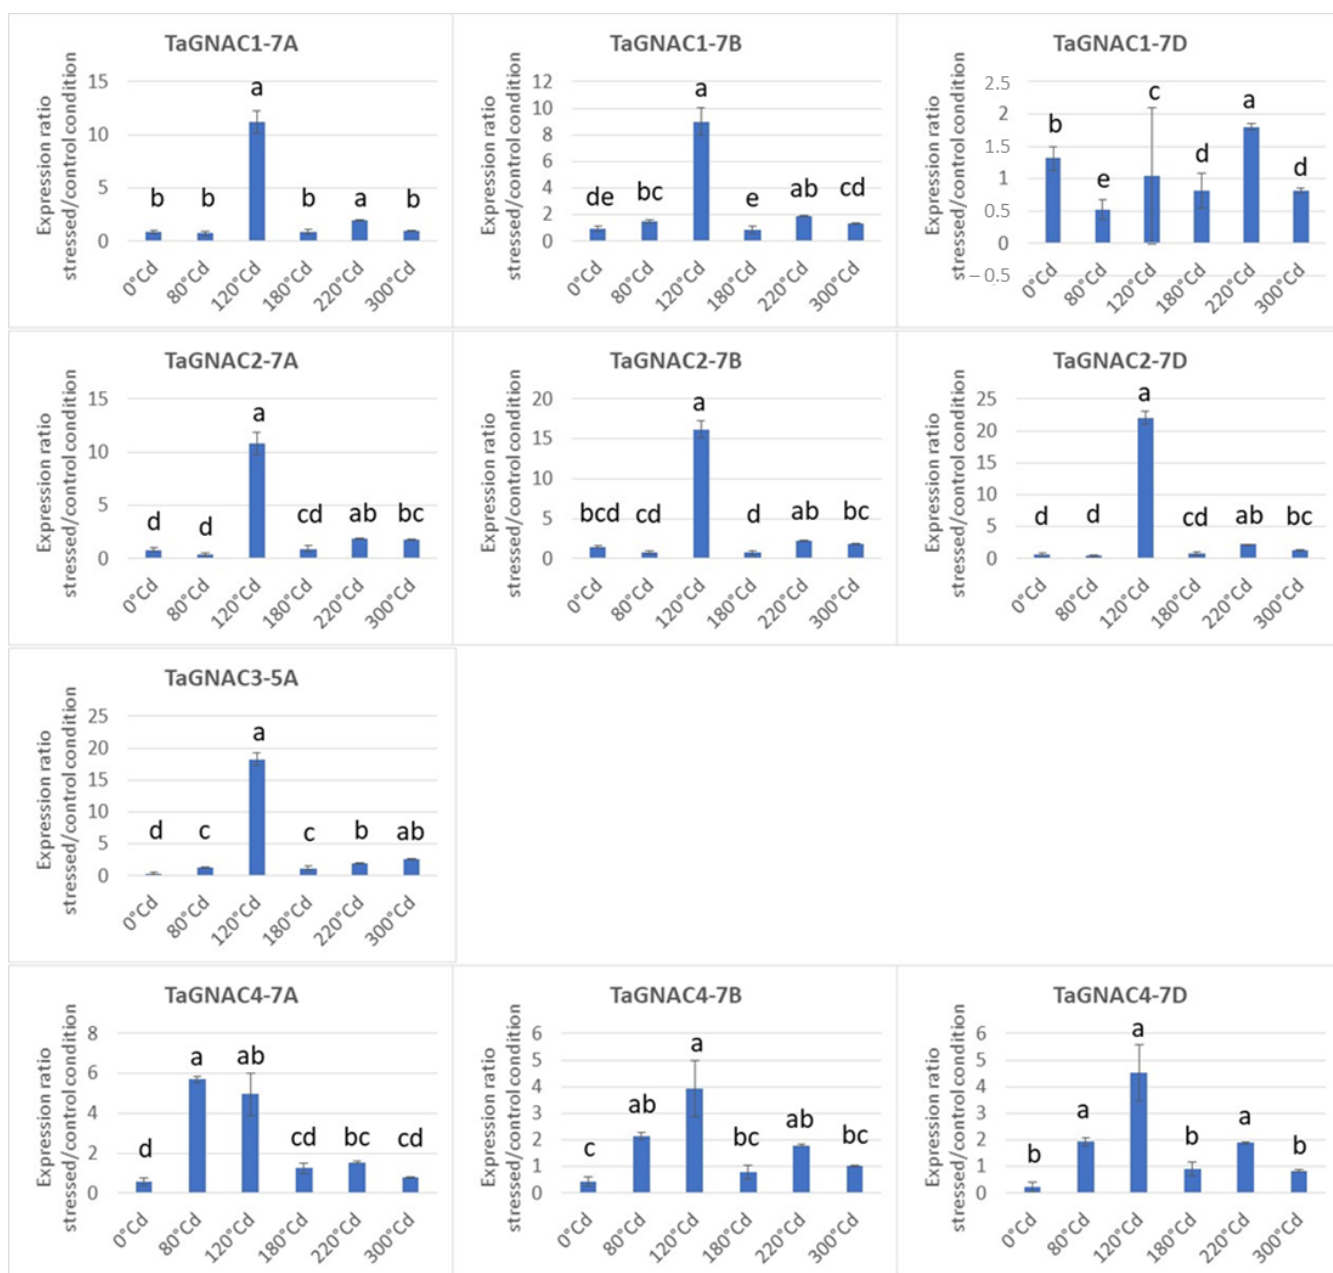 TaGNAC1-7A
Expression ratio
stressed/control condition
15
10
5
0
b
b
a
b
a
b
0°Cd
80°Cd
120°Cd
180°Cd
220°Cd
300°Cd
TaGNAC1-7B
Expression ratio
stressed/control condition
12
10
8
6
4
2
0
de
bc
a
e
ab
cd
0°Cd
80°Cd
120°Cd
180°Cd
220°Cd
300°Cd
TaGNAC1-7D
Expression ratio
stressed/control condition
2.5
2
1.5
1
0.5
0
–0.5
b
e
c
d
a
d
0°Cd
80°Cd
120°Cd
180°Cd
220°Cd
300°Cd
TaGNAC2-7A
Expression ratio
stressed/control condition
15
10
5
0
d
d
a
cd
ab
bc
0°Cd
80°Cd
120°Cd
180°Cd
220°Cd
300°Cd
TaGNAC2-7B
Expression ratio
stressed/control condition
20
15
10
5
0
bcd
cd
a
d
ab
bc
0°Cd
80°Cd
120°Cd
180°Cd
220°Cd
300°Cd
TaGNAC2-7D
Expression ratio
stressed/control condition
25
20
15
10
5
0
d
d
a
cd
ab
bc
0°Cd
80°Cd
120°Cd
180°Cd
220°Cd
300°Cd
TaGNAC3-5A
Expression ratio
stressed/control condition
25
20
15
10
5
0
d
c
a
c
b
ab
0°Cd
80°Cd
120°Cd
180°Cd
220°Cd
300°Cd
TaGNAC4-7A
Expression ratio
stressed/control condition
8
6
4
2
0
d
a
ab
cd
bc
cd
0°Cd
80°Cd
120°Cd
180°Cd
220°Cd
300°Cd
TaGNAC4-7B
Expression ratio
stressed/control condition
6
5
4
3
2
1
0
c
ab
a
bc
ab
bc
0°Cd
80°Cd
120°Cd
180°Cd
220°Cd
300°Cd
TaGNAC4-7D
Expression ratio
stressed/control condition
6
5
4
3
2
1
0
b
a
a
b
a
b
0°Cd
80°Cd
120°Cd
180°Cd
220°Cd
300°Cd